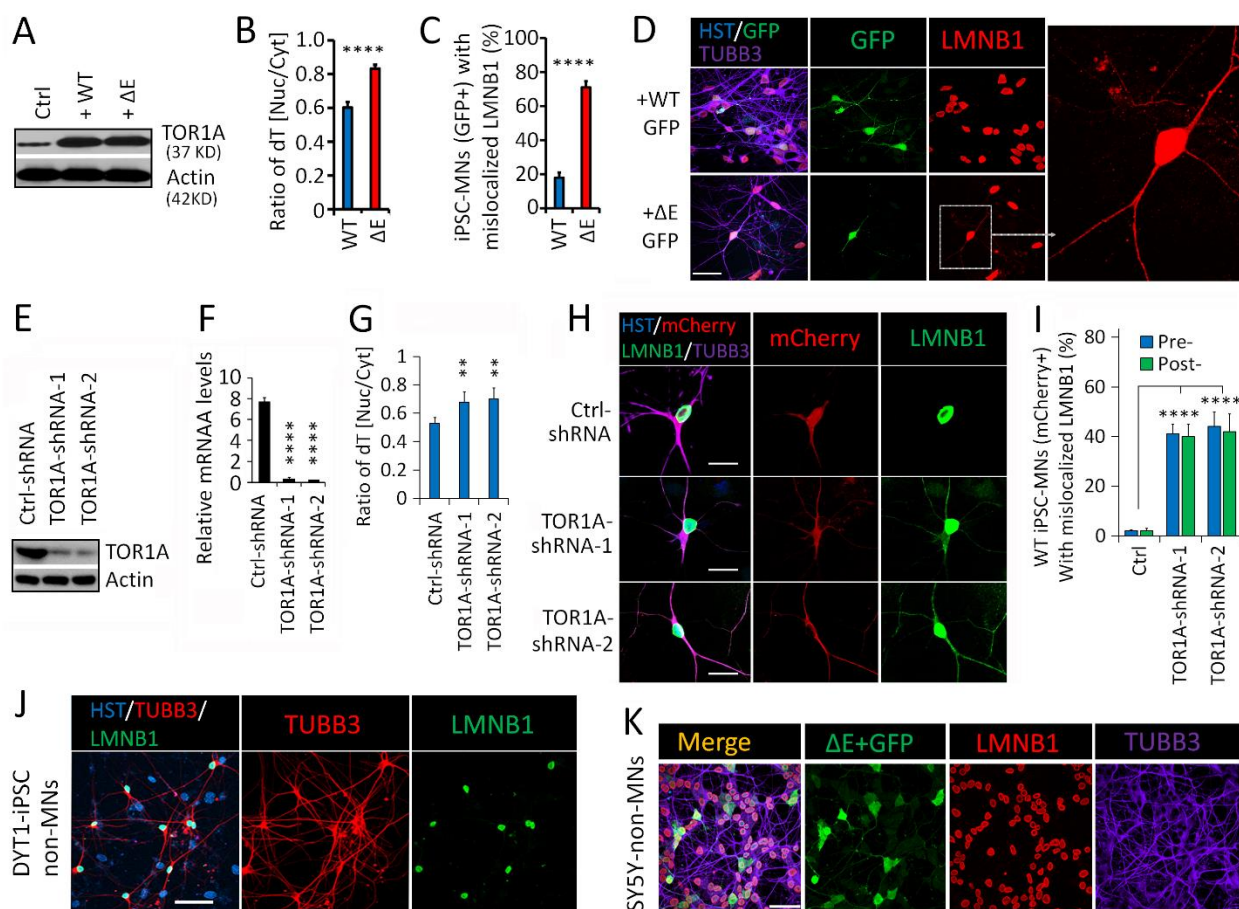 A
Ctrl
+ WT
+ ΔE
TOR1A
(37 KD)
Actin
(42KD)
B
Ratio of dT [Nuc/Cyt]
1
0.8
0.6
0.4
0.2
0
****
WT
ΔE
C
iPSC-MNs (GFP+) with
mislocalized LMNB1 (%)
100
80
60
40
20
0
****
WT
ΔE
D
HST/GFP
TUBB3
GFP
LMNB1
+WT
GFP
+ΔE
GFP
E
Ctrl-shRNA
TOR1A-shRNA-1
TOR1A-shRNA-2
TOR1A
Actin
F
Relative mRNAA levels
10
8
6
4
2
0
****
****
Ctrl-shRNA
TOR1A-shRNA-1
TOR1A-shRNA-2
G
Ratio of dT [Nuc/Cyt]
1
0.8
0.6
0.4
0.2
0
**
**
Ctrl-shRNA
TOR1A-shRNA-1
TOR1A-shRNA-2
H
HST/mCherry
LMNB1/TUBB3
mCherry
LMNB1
Ctrl-
shRNA
TOR1A-
shRNA-1
TOR1A-
shRNA-2
I
WT iPSC-MNs (mCherry+)
With mislocalized LMNB1 (%)
80
60
40
20
0
Pre-
Post-
****
****
Ctrl
TOR1A-shRNA-1
TOR1A-shRNA-2
J
HST/TUBB3/
LMNB1
TUBB3
LMNB1
DYT1-iPSC
non-MNs
K
Merge
ΔE+GFP
LMNB1
TUBB3
SY5Y-non-MNs